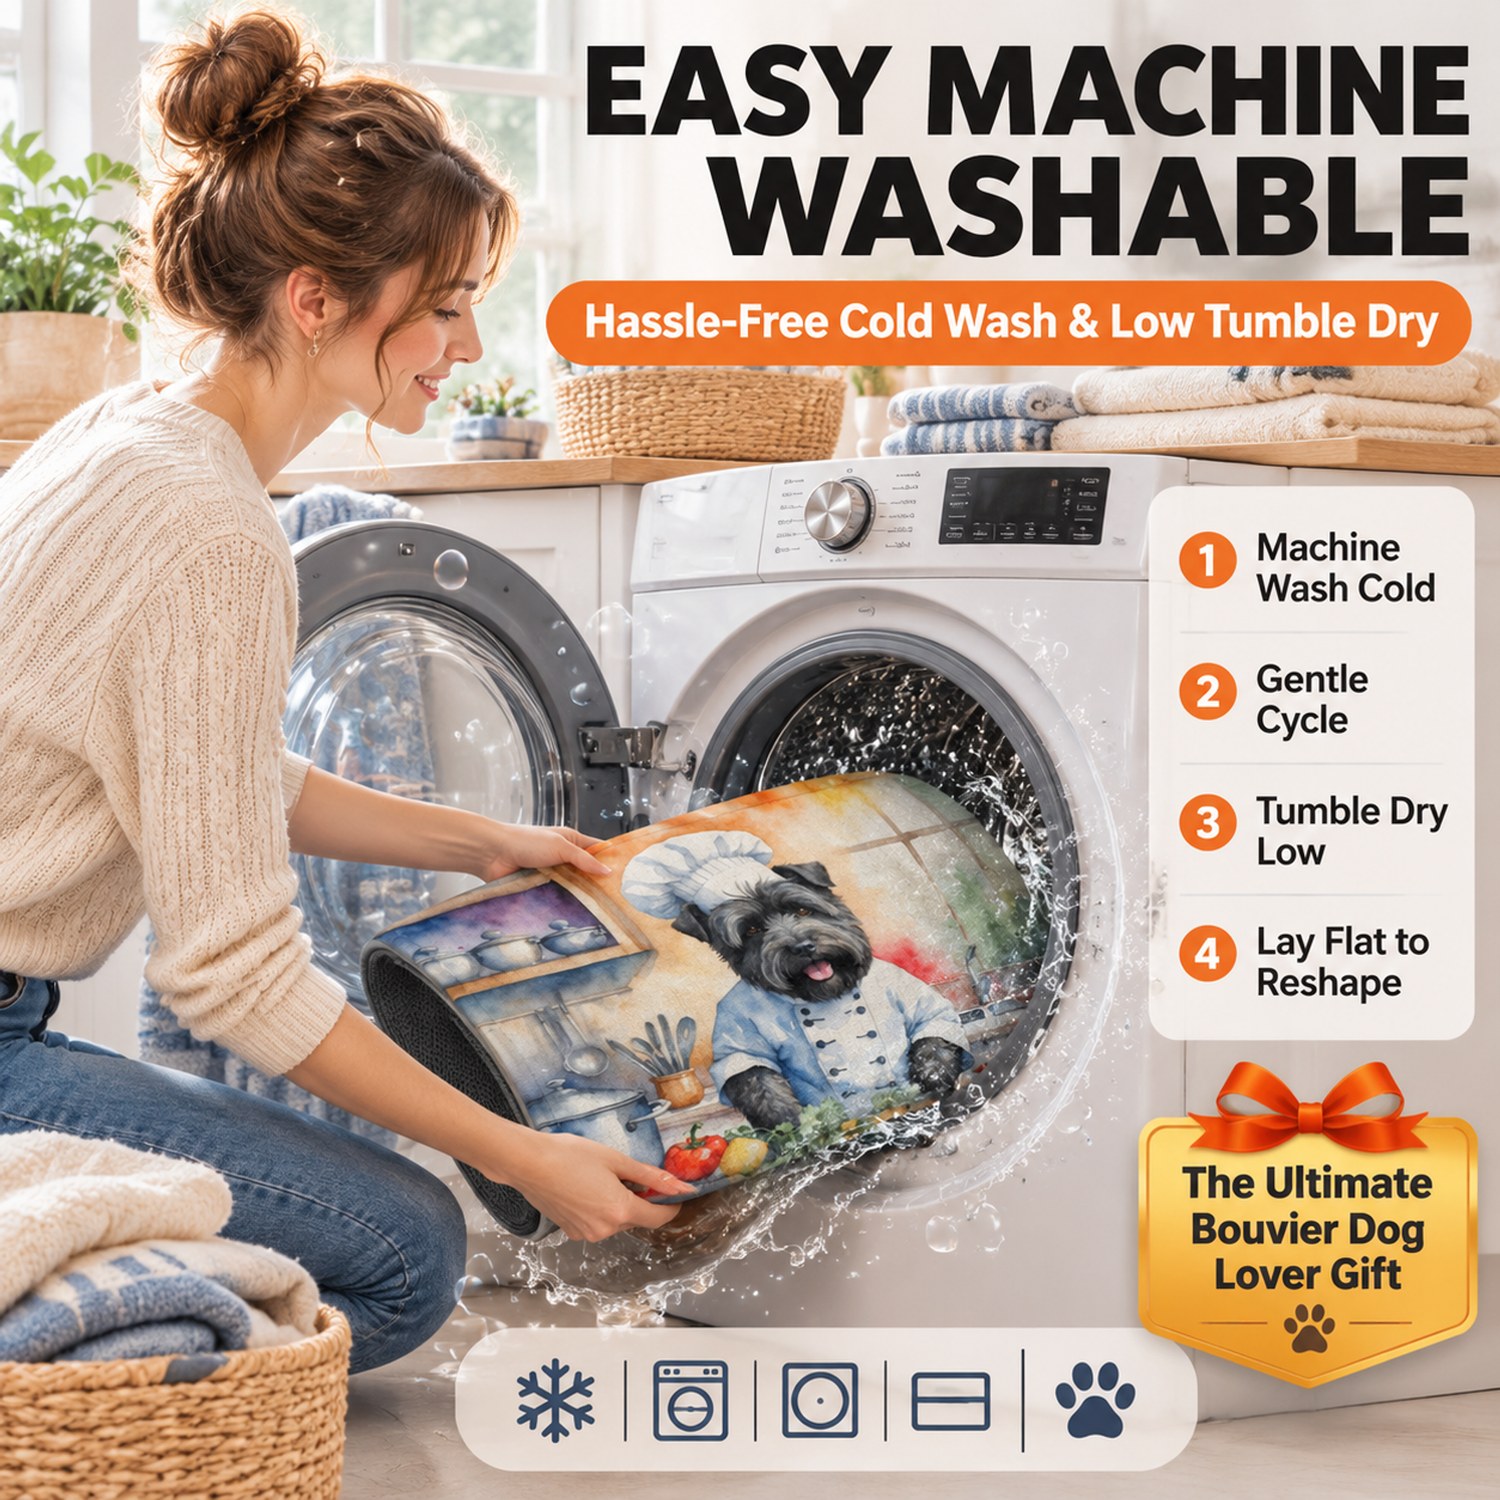 EASY MACHINE
WASHABLE
Hassle-Free Cold Wash & Low Tumble Dry
1 Machine
Wash Cold
2 Gentle
Cycle
3 Tumble Dry
Low
4 Lay Flat to
Reshape
The Ultimate
Bouvier Dog
Lover Gift